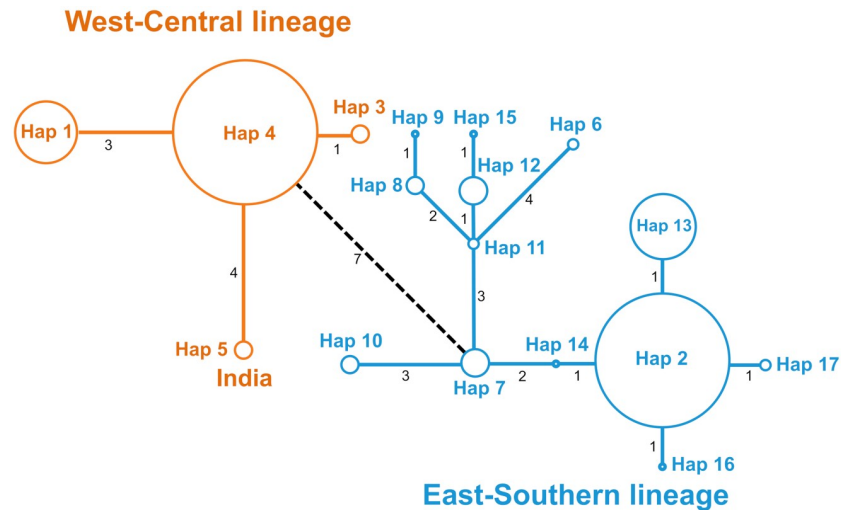 West-Central lineage
Hap 1
3
Hap 4
Hap 3
1
4
Hap 5
India
7
Hap 9
Hap 15
Hap 6
1
1
Hap 12
Hap 8
2
1
4
Hap 11
3
Hap 10
3
Hap 7
2
Hap 14
1
Hap 13
1
Hap 2
1
Hap 17
1
Hap 16
East-Southern lineage